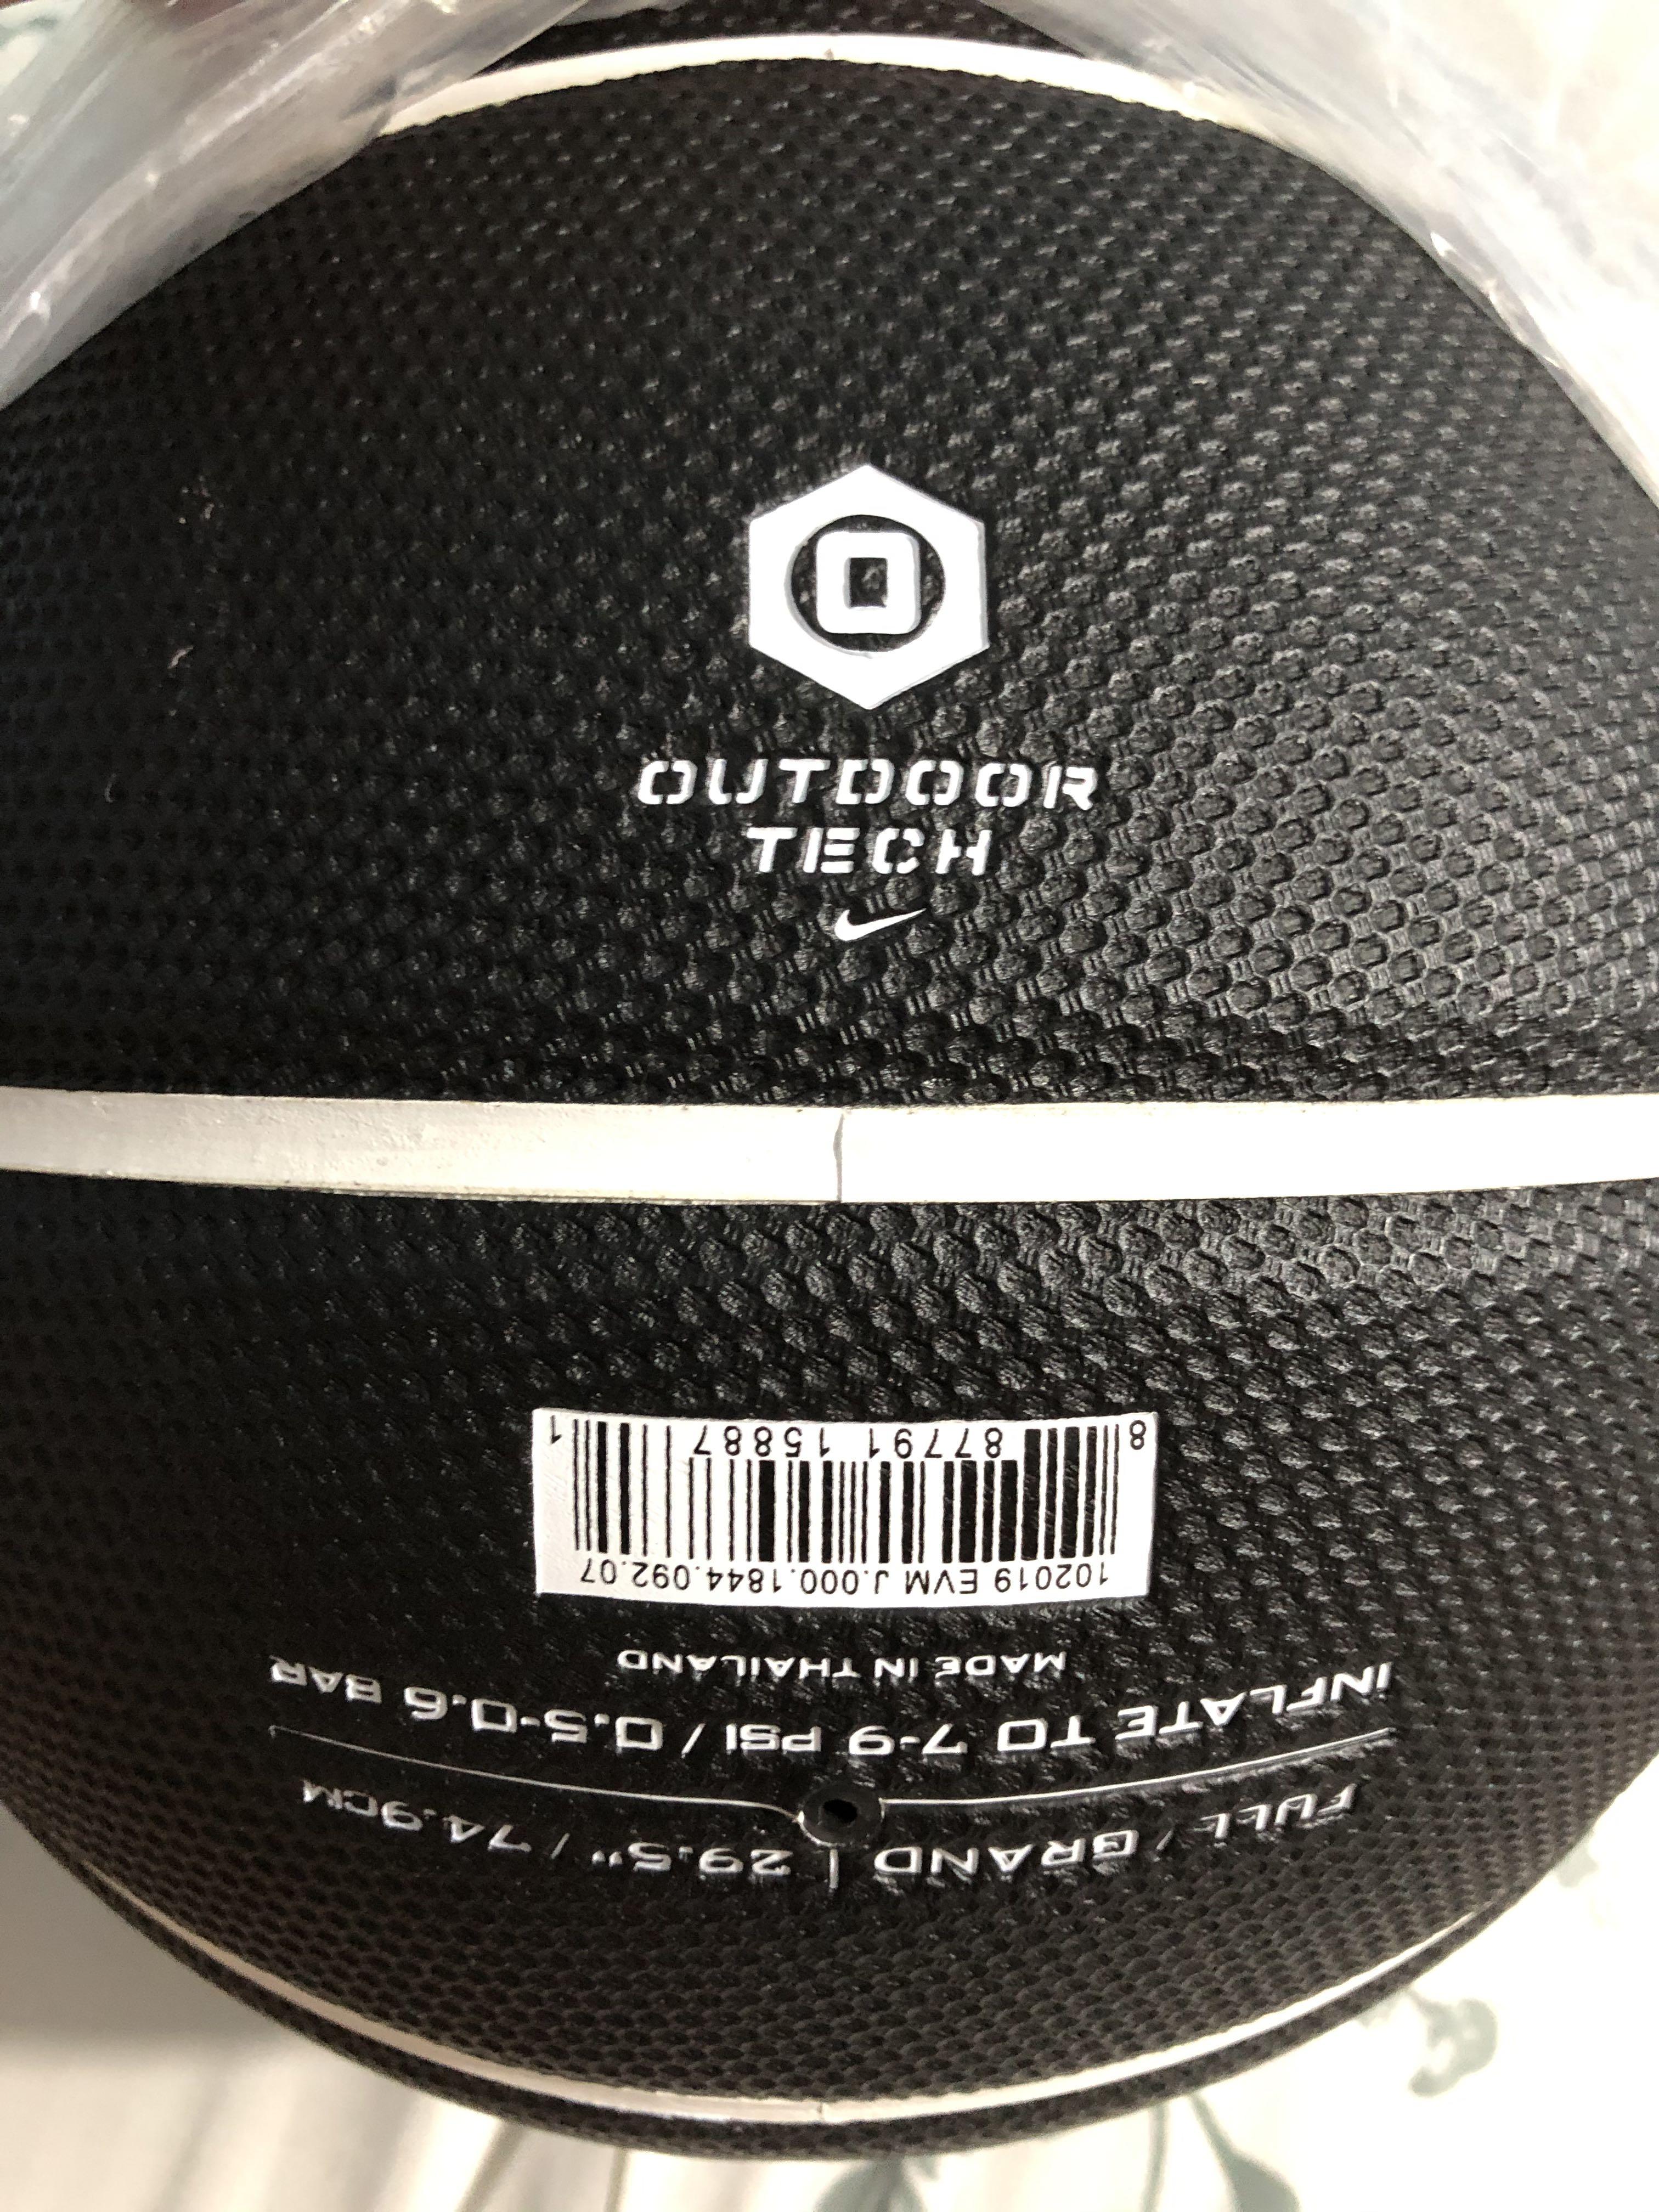 O
OUTDOOR
TECH
FULL / GRAND | 29.5" / 74.9CM
INFLATE TO 7-9 PSI / 0.5-0.6 BAR
MADE IN THAILAND
102019 EVM J.000.1844.092.07
8 87791 15887 1